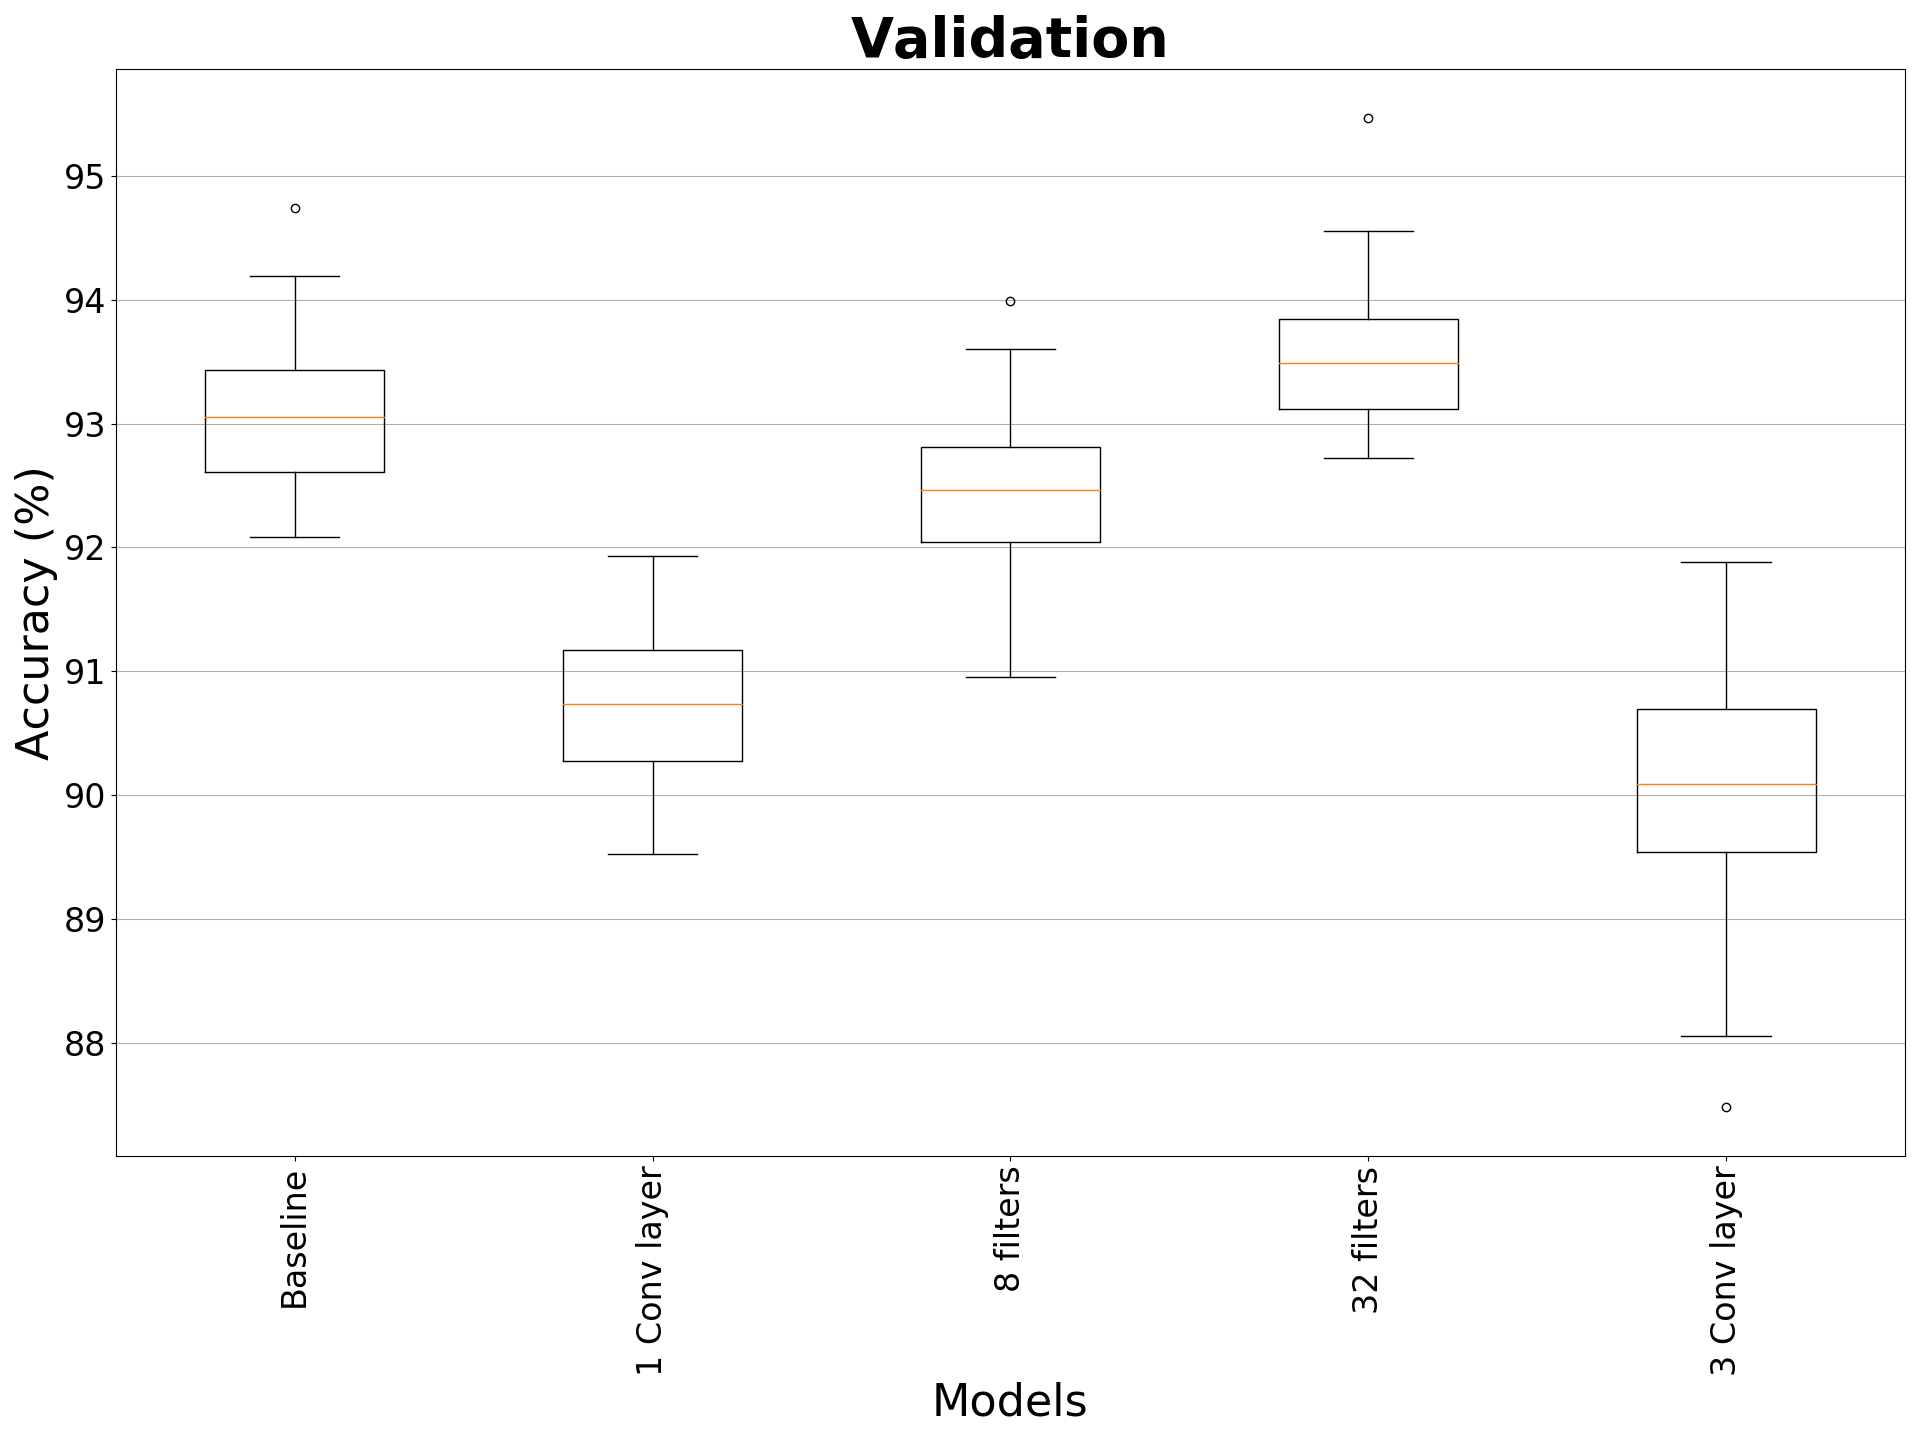 Validation
Accuracy (%)
95
94
93
92
91
90
89
88
Baseline
1 Conv layer
8 filters
32 filters
3 Conv layer
Models